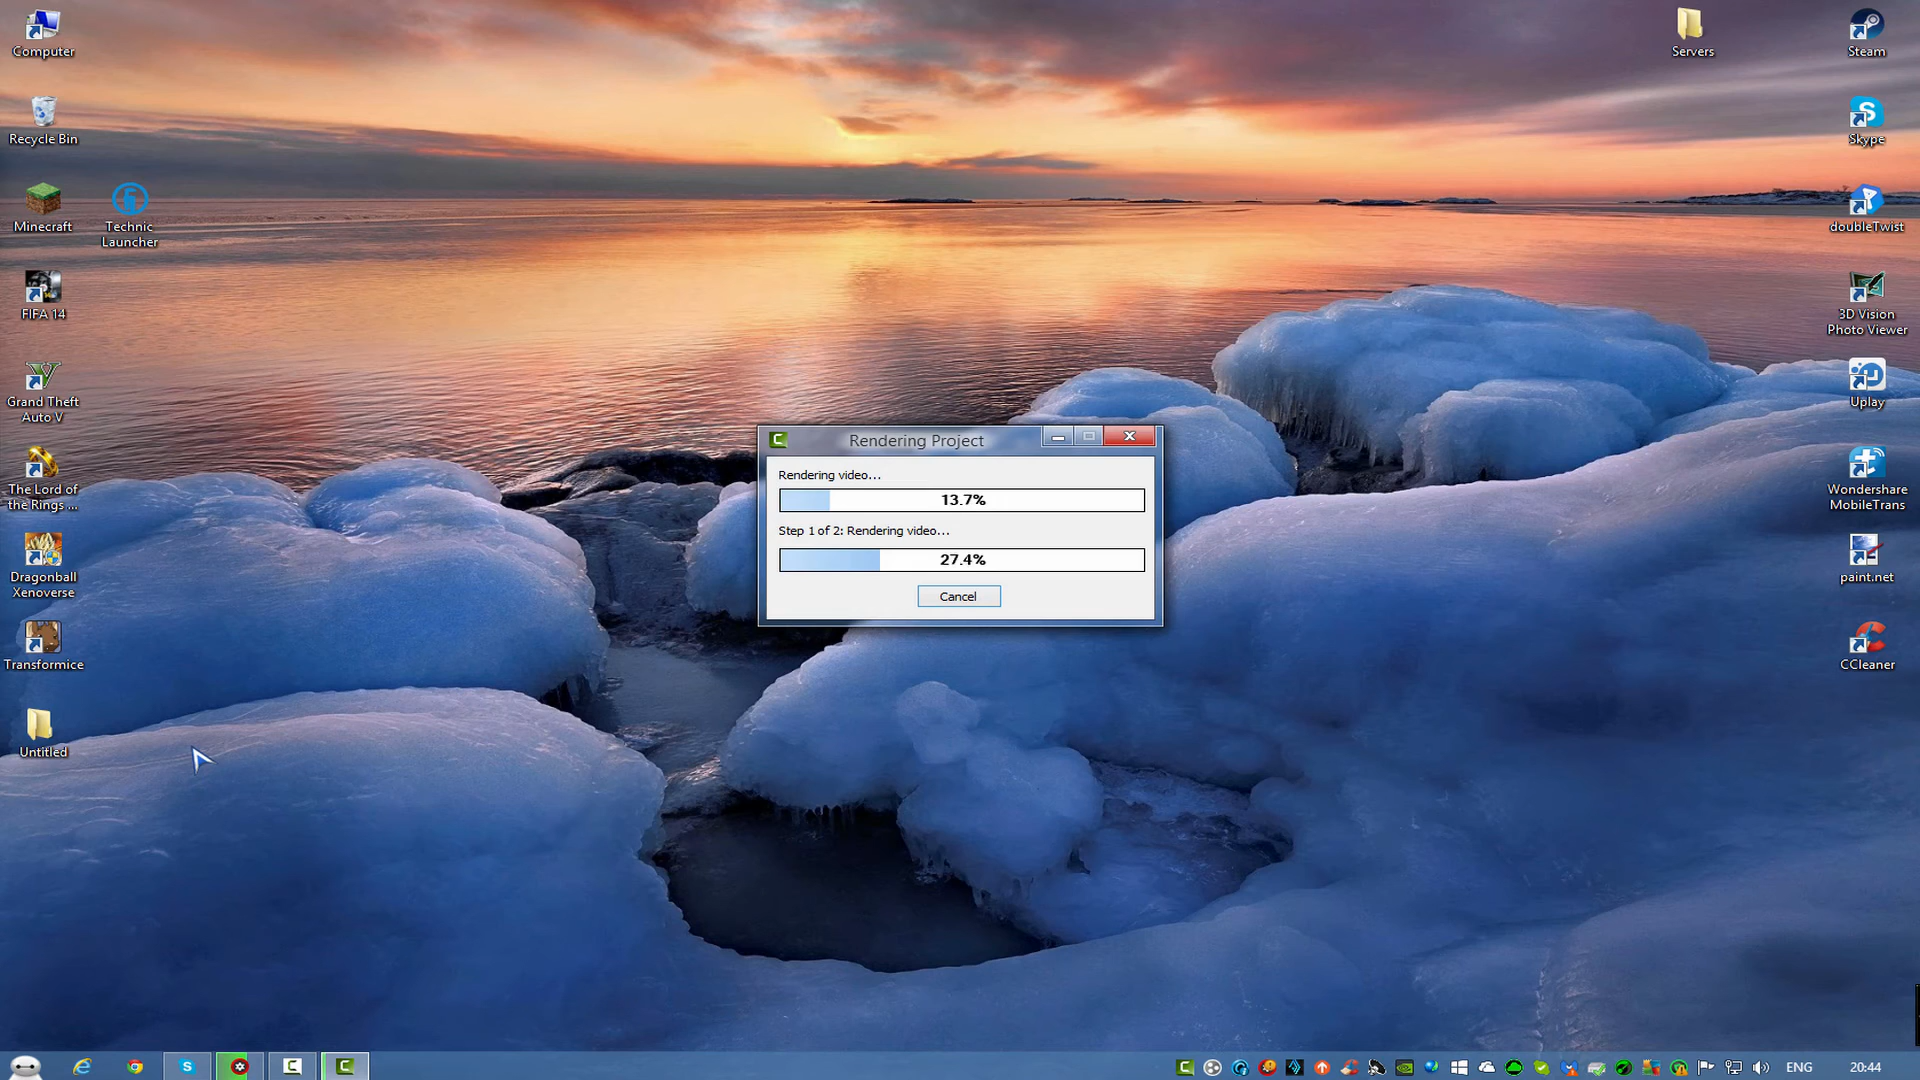 Computer
Recycle Bin
Minecraft
Technic
Launcher
FIFA 14
Grand Theft
Auto V
The Lord of
the Rings ...
Dragonball
Xenoverse
Transformice
Untitled
Rendering Project
Rendering video...
13.7%
Step 1 of 2: Rendering video...
27.4%
Cancel
Servers
Steam
Skype
doubleTwist
3D Vision
Photo Viewer
Uplay
Wondershare
MobileTrans
paint.net
CCleaner
ENG
20:44